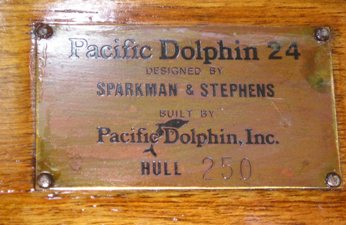 Pacific Dolphin 24
DESIGNED BY
SPARKMAN & STEPHENS
BUILT BY
Pacific Dolphin, Inc.
HULL 250